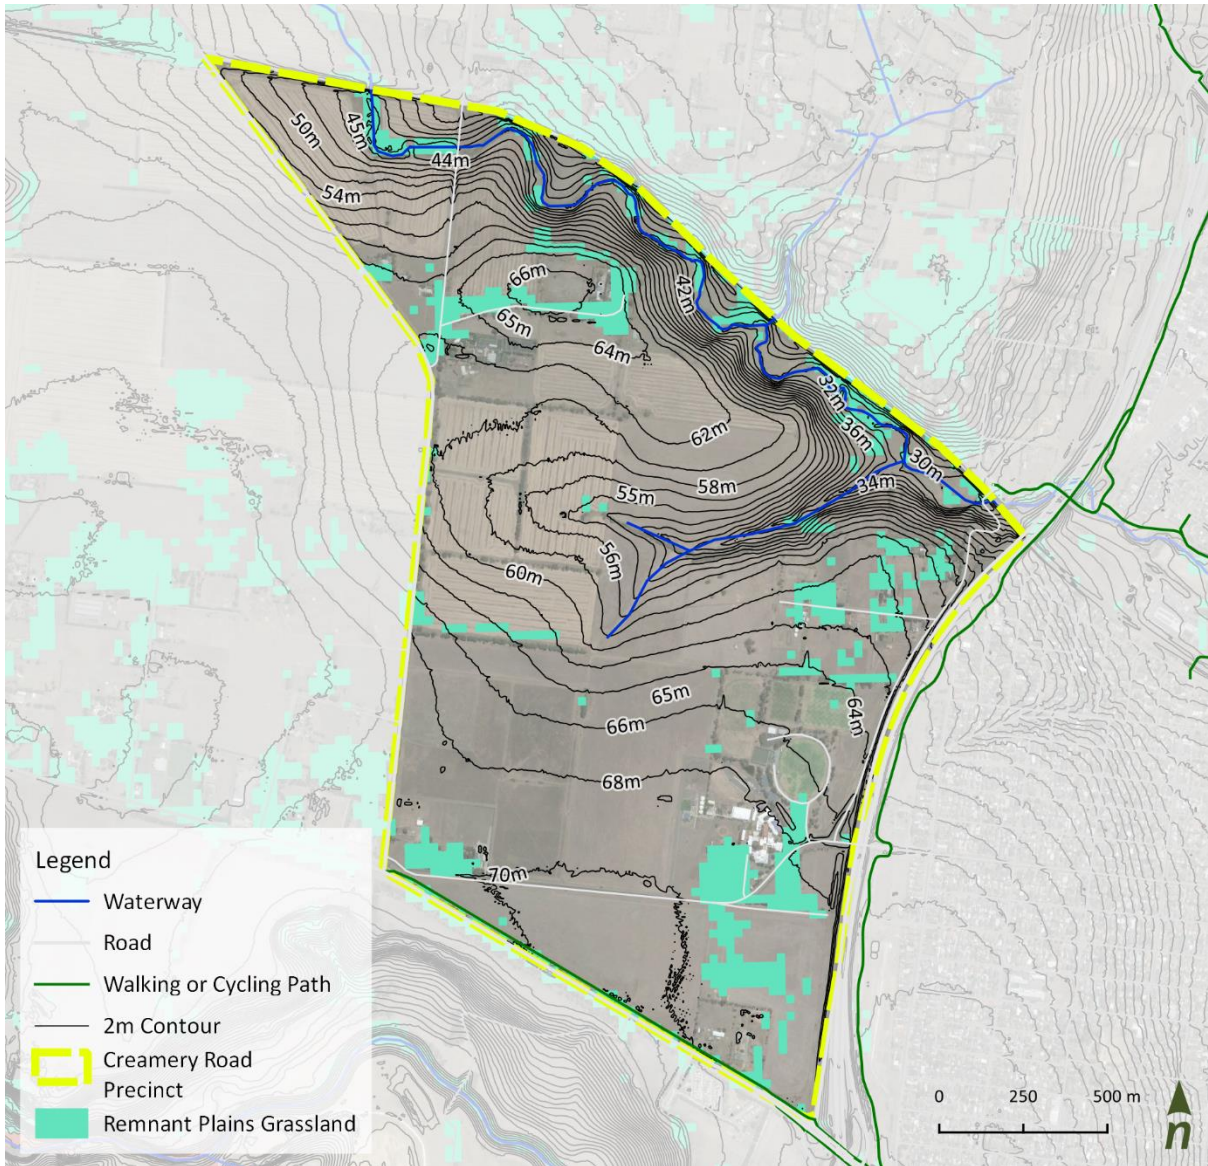 50m
45m
44m
54m
66m
42m
65m
64m
32m
62m
36m
30m
58m
34m
55m
56m
60m
65m
64m
66m
68m
70m
Legend
Waterway
Road
Walking or Cycling Path
2m Contour
Creamery Road
Precinct
Remnant Plains Grassland
0 250 500 m
n